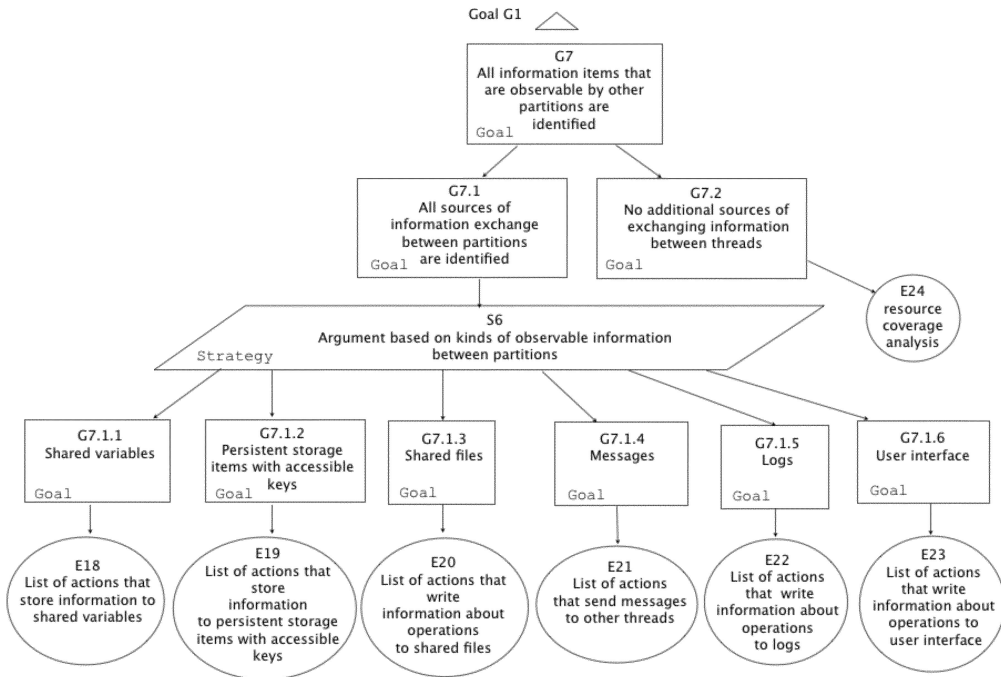 Goal G1
G7
All information items that
are observable by other
partitions are
identified
Goal
G7.1
All sources of
information exchange
between partitions
are identified
Goal
G7.2
No additional sources of
exchanging information
between threads
Goal
E24
resource
coverage
analysis
S6
Argument based on kinds of observable information
between partitions
Strategy
G7.1.1
Shared variables
Goal
G7.1.2
Persistent storage
items with accessible
keys
Goal
G7.1.3
Shared files
Goal
G7.1.4
Messages
Goal
G7.1.5
Logs
Goal
G7.1.6
User interface
Goal
E18
List of actions that
store information to
shared variables
E19
List of actions that
store
information
to persistent storage
items with accessible
keys
E20
List of actions that
write
information about
operations
to shared files
E21
List of actions
that send messages
to other threads
E22
List of actions
that write
information about
operations
to logs
E23
List of actions
that write
information about
operations to
user interface